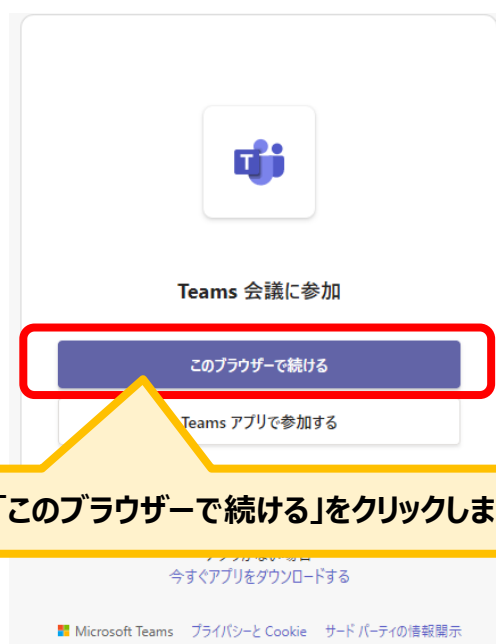 Teams 会議に参加
このブラウザーで続ける
Teams アプリで参加する
「このブラウザーで続ける」をクリックしま
今すぐアプリをダウンロードする
Microsoft Teams プライバシーと Cookie サード パーティの情報開示